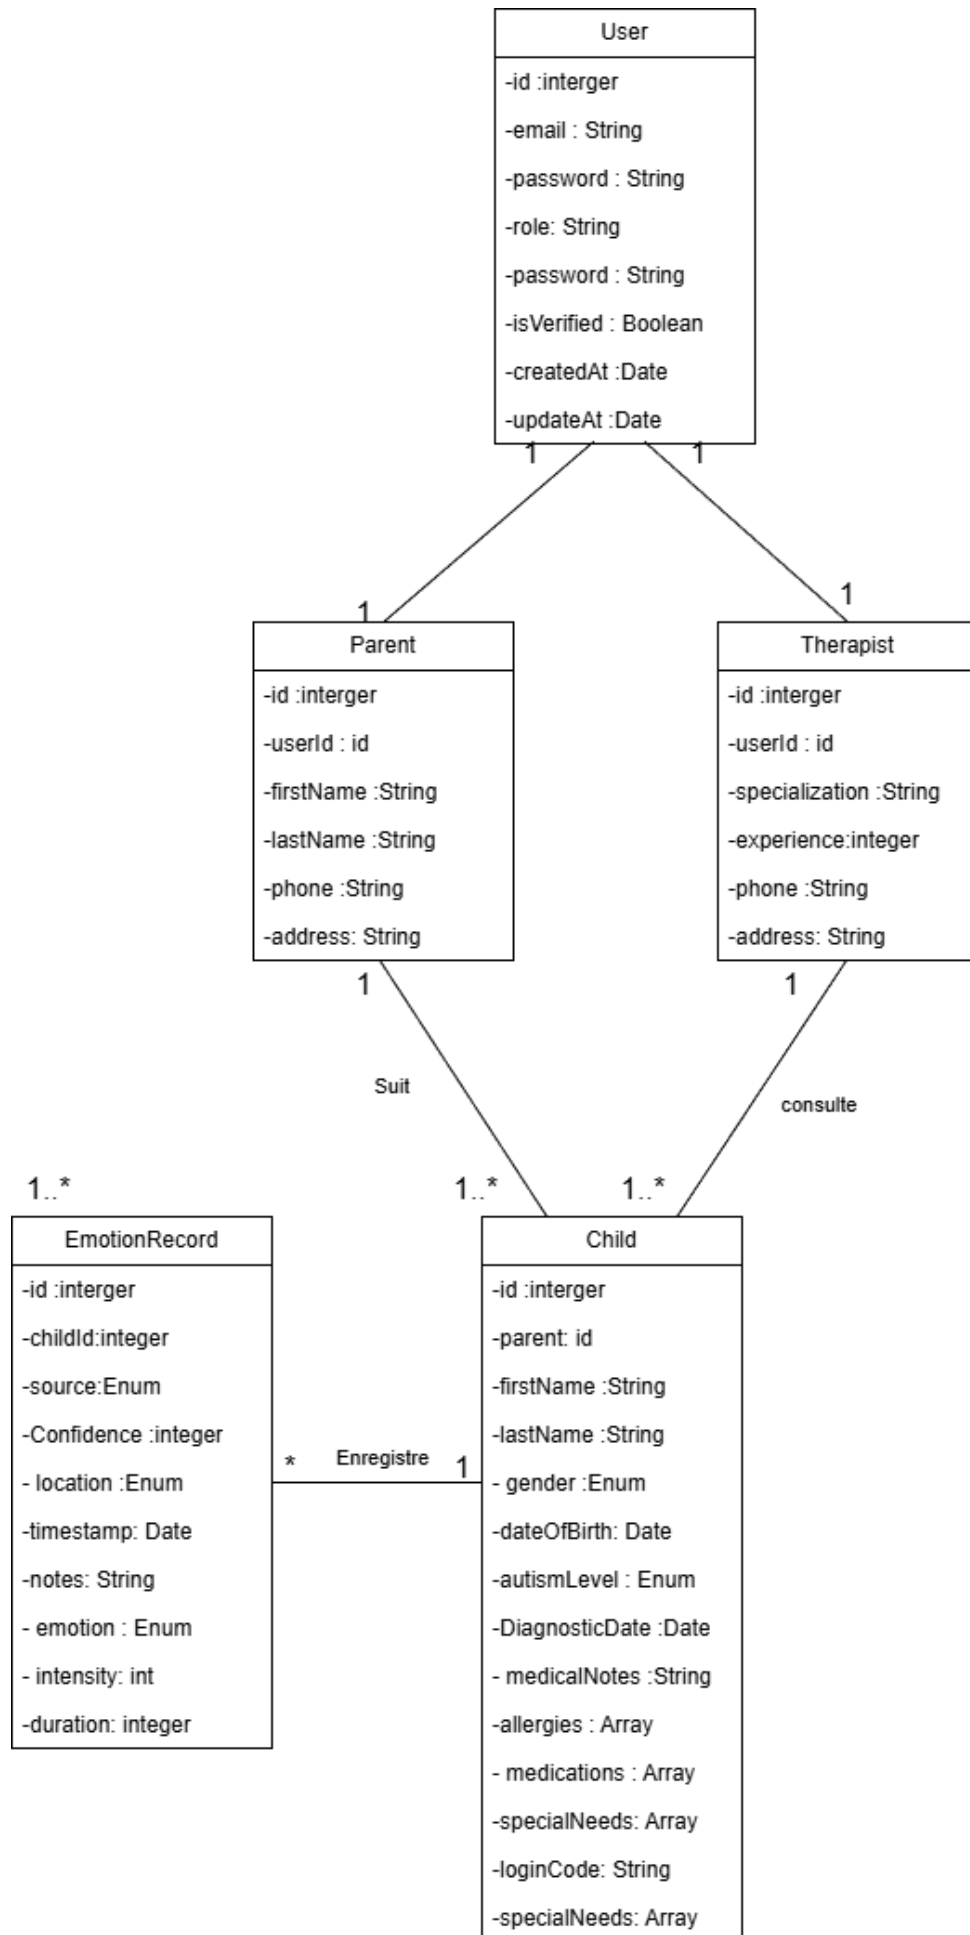 User
-id :interger
-email : String
-password : String
-role: String
-password : String
-isVerified : Boolean
-createdAt :Date
-updateAt :Date
1
1
1
1
Parent
-id :interger
-userId : id
-firstName :String
-lastName :String
-phone :String
-address: String
Therapist
-id :interger
-userId : id
-specialization :String
-experience:integer
-phone :String
-address: String
1
1
Suit
consulte
1..*
1..*
1..*
EmotionRecord
-id :interger
-childId:integer
-source:Enum
-Confidence :integer
- location :Enum
-timestamp: Date
-notes: String
- emotion : Enum
- intensity: int
-duration: integer
*
Enregistre
1
Child
-id :interger
-parent: id
-firstName :String
-lastName :String
- gender :Enum
-dateOfBirth: Date
-autismLevel : Enum
-DiagnosticDate :Date
- medicalNotes :String
-allergies : Array
- medications : Array
-specialNeeds: Array
-loginCode: String
-specialNeeds: Array